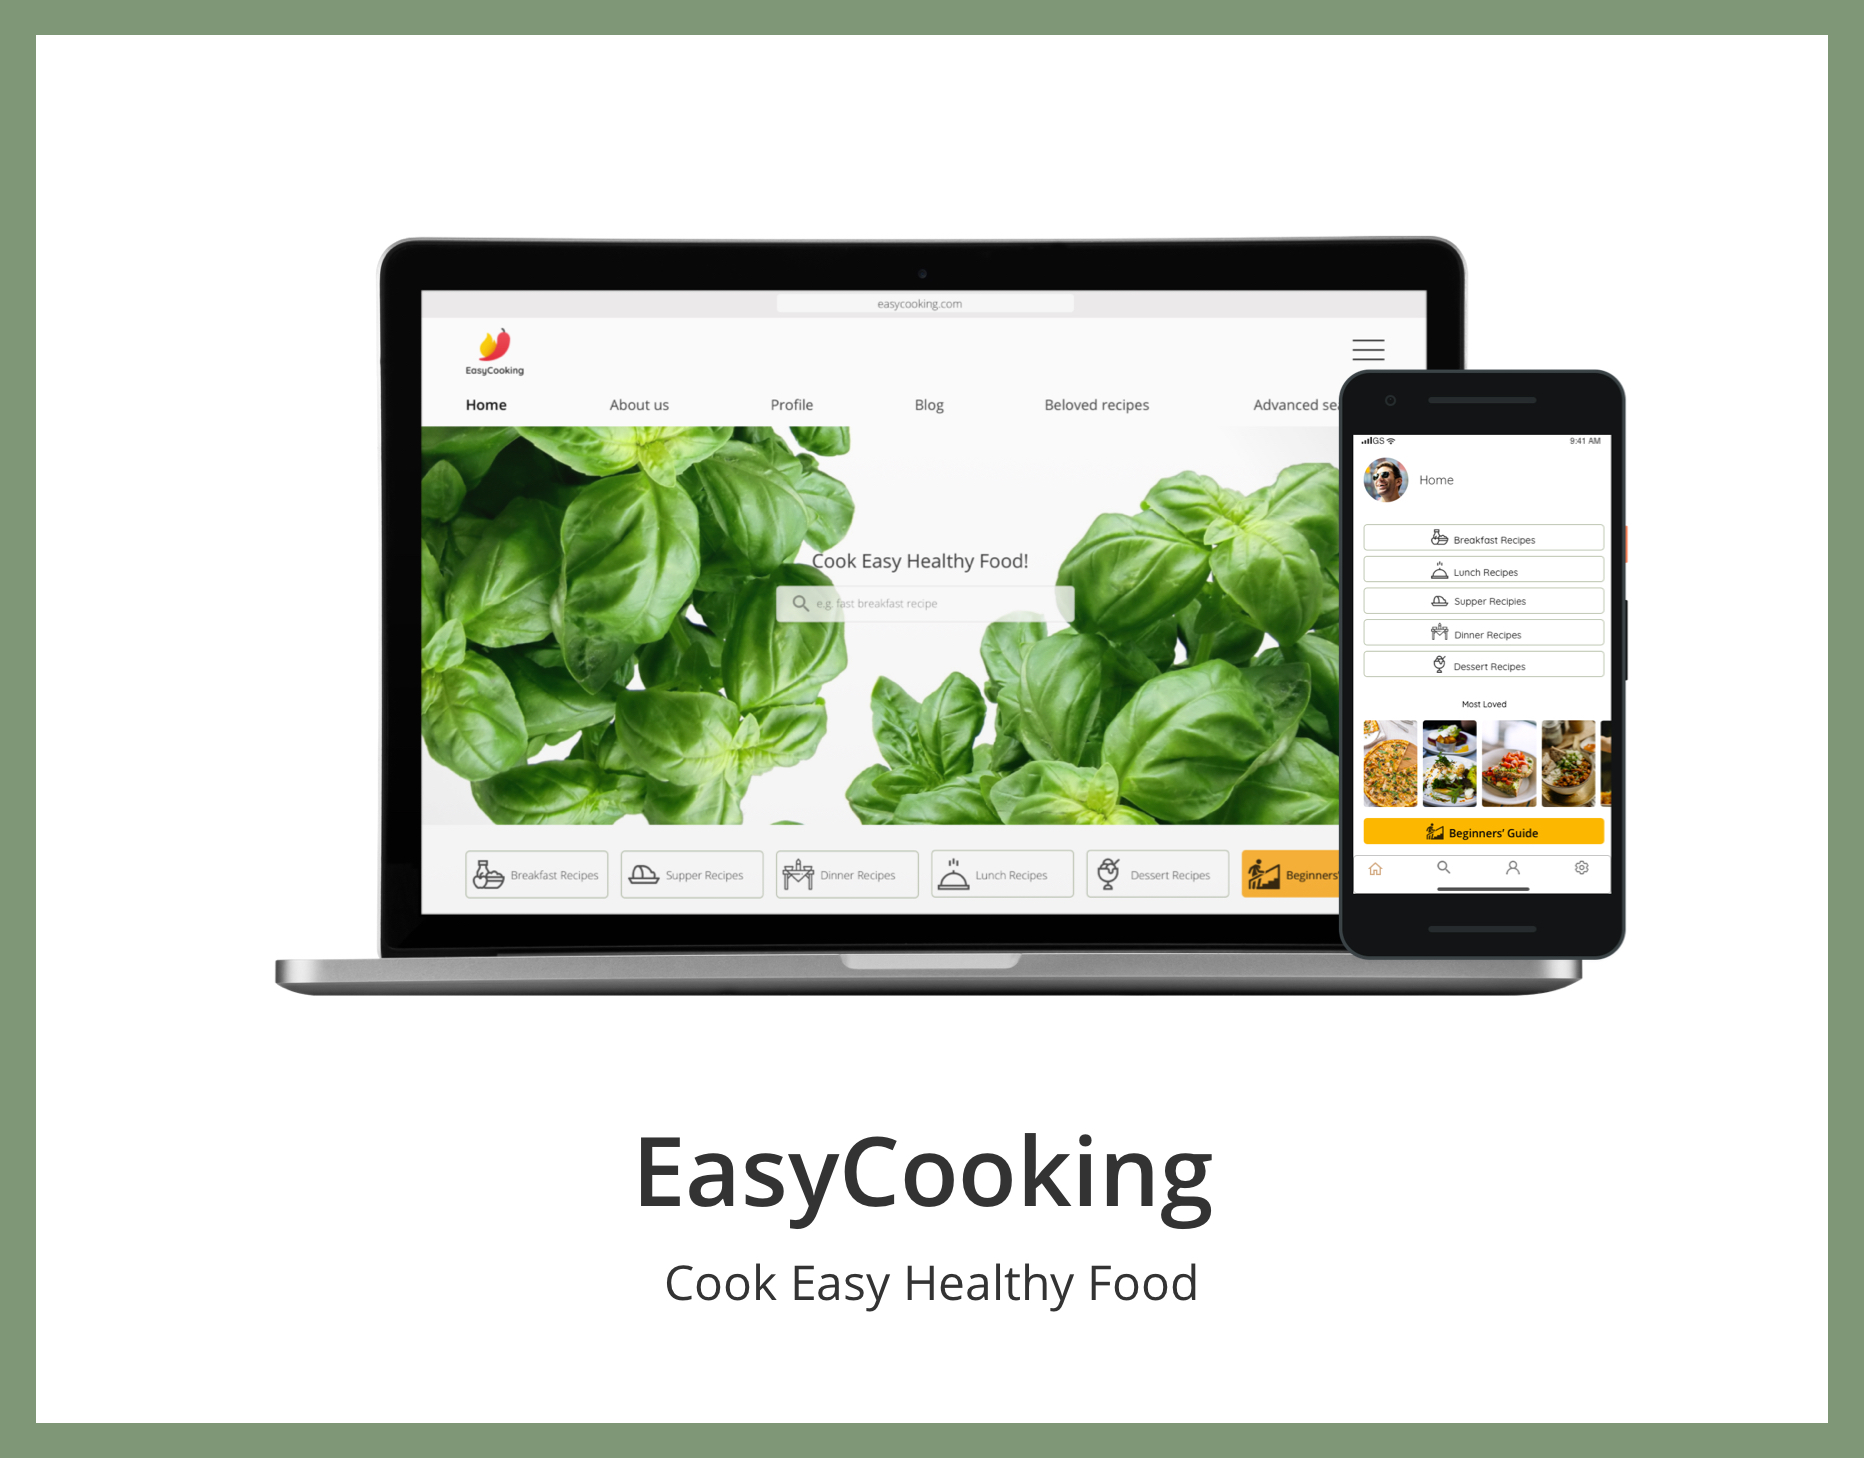 easycooking.com
EasyCooking
Home About us Profile Blog Beloved recipes Advanced
Cook Easy Healthy Food!
e.g. fast breakfast recipe
Breakfast Recipes Supper Recipes Dinner Recipes Lunch Recipes Dessert Recipes Beginners'
GS 9:41 AM
Home
Breakfast Recipes
Lunch Recipes
Supper Recipies
Dinner Recipes
Dessert Recipes
Most Loved
Beginners' Guide
EasyCooking
Cook Easy Healthy Food